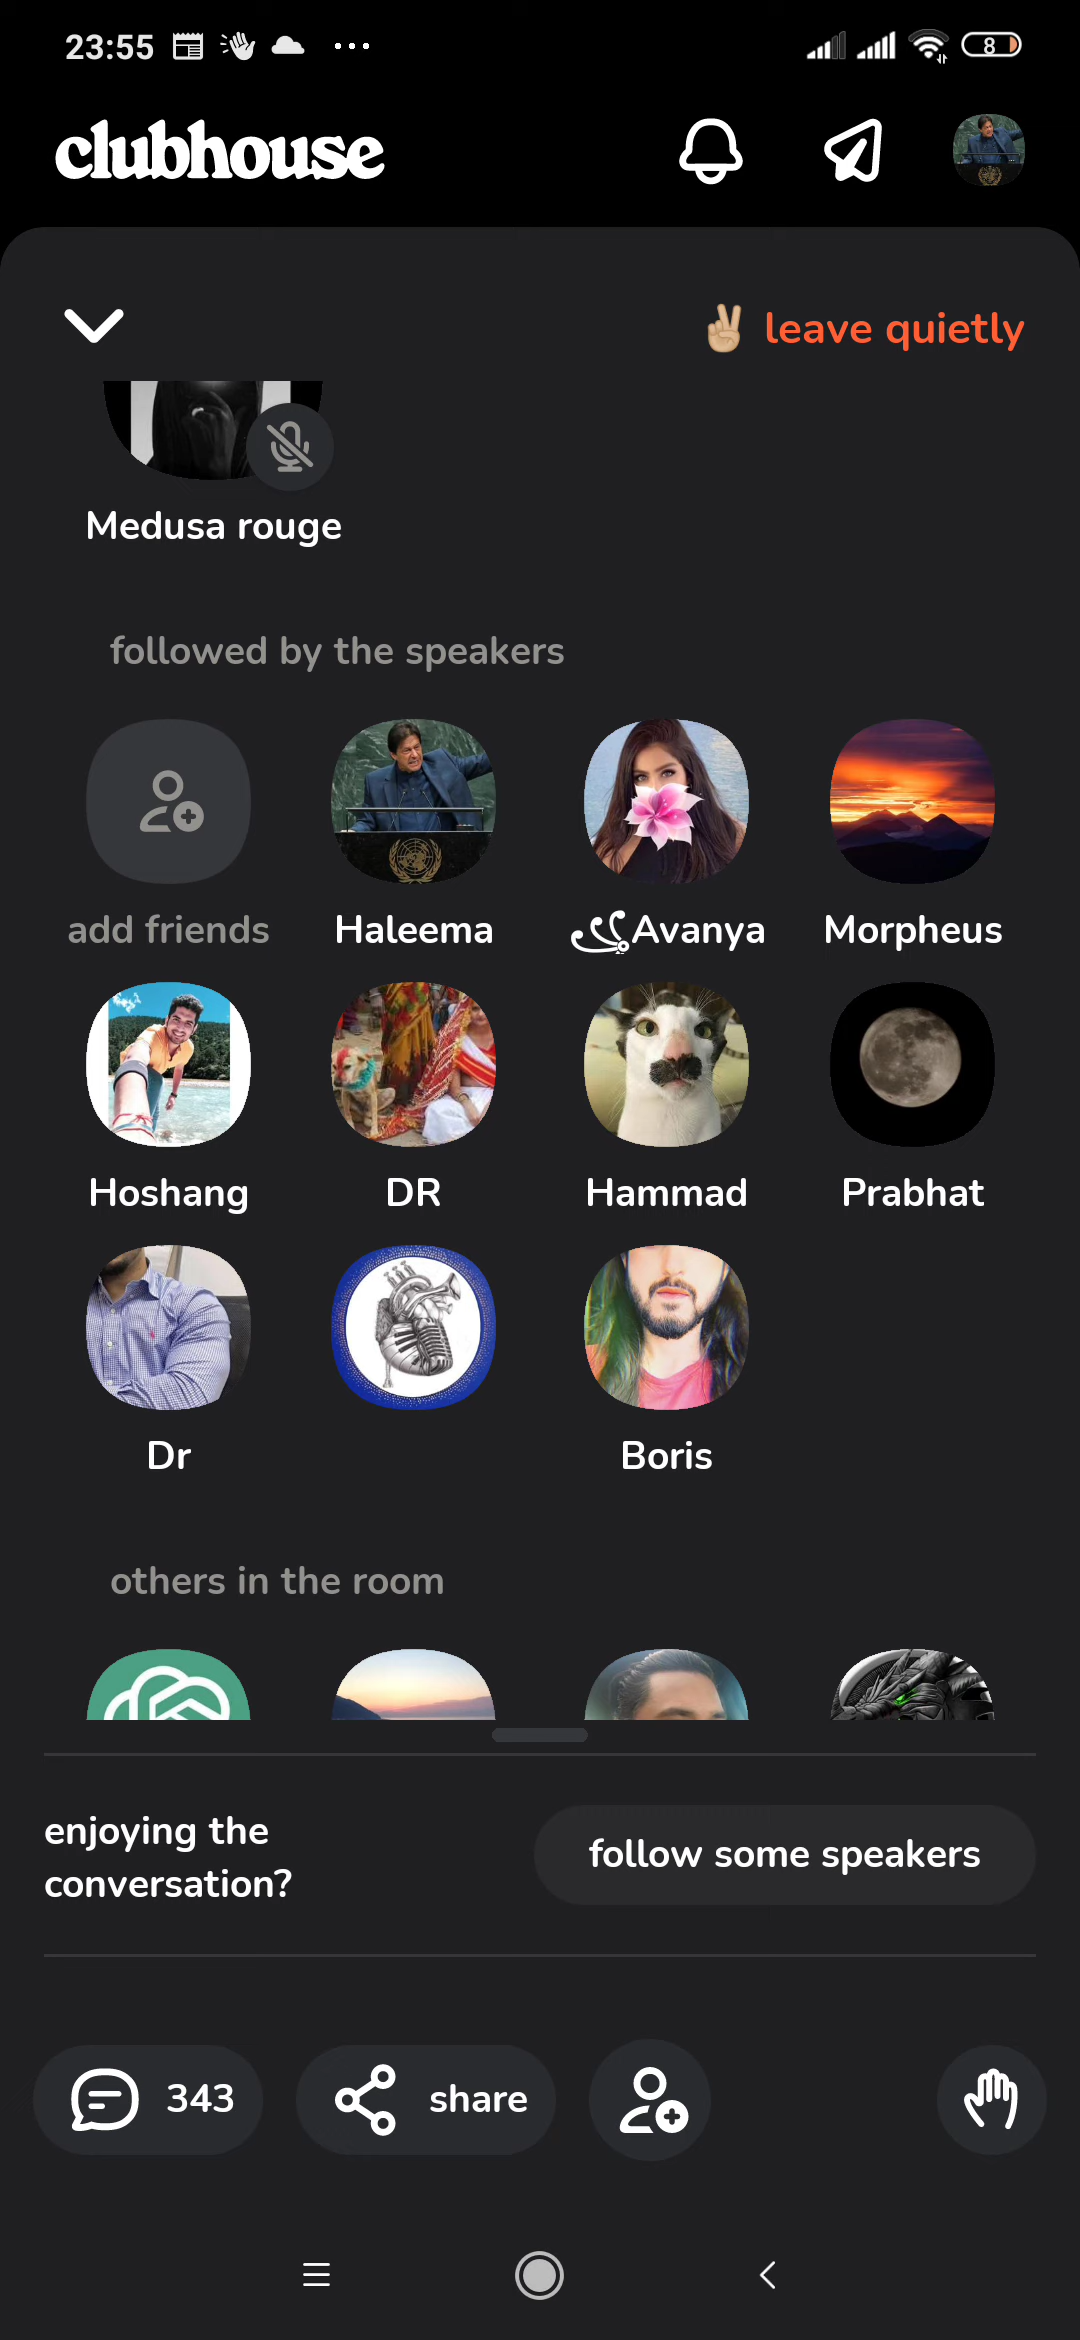 23:55
8
clubhouse
leave quietly
Medusa rouge
followed by the speakers
add friends
Haleema
Avanya
Morpheus
Hoshang
DR
Hammad
Prabhat
Dr
Boris
others in the room
enjoying the
conversation?
follow some speakers
343
share